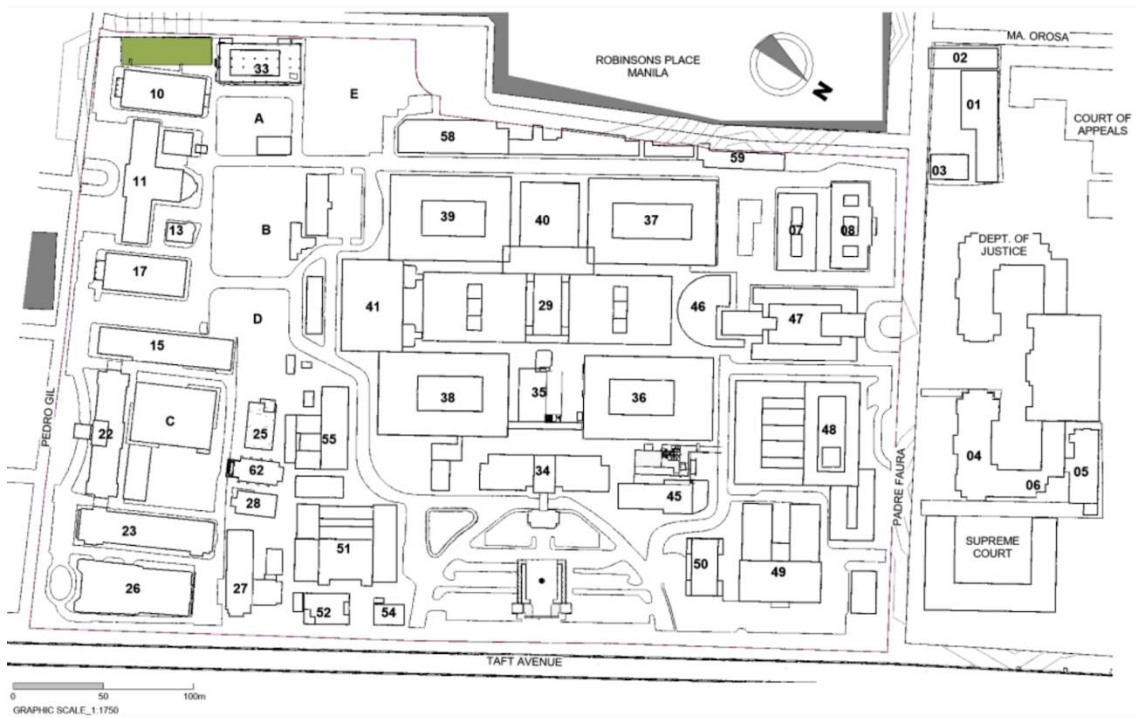 MA. OROSA
02
ROBINSONS PLACE
MANILA
33
10
E
01
N
A
COURT OF
APPEALS
58
59
03
11
39
40
37
13
B
07
08
DEPT. OF
JUSTICE
17
41
29
46
47
D
15
38
35
36
PEDRO GIL
22
C
25
55
48
62
34
44
45
04
05
06
PADRE FAURA
28
23
51
SUPREME
COURT
26
27
50
49
52
54
TAFT AVENUE
0
50
100m
GRAPHIC SCALE_1:1750